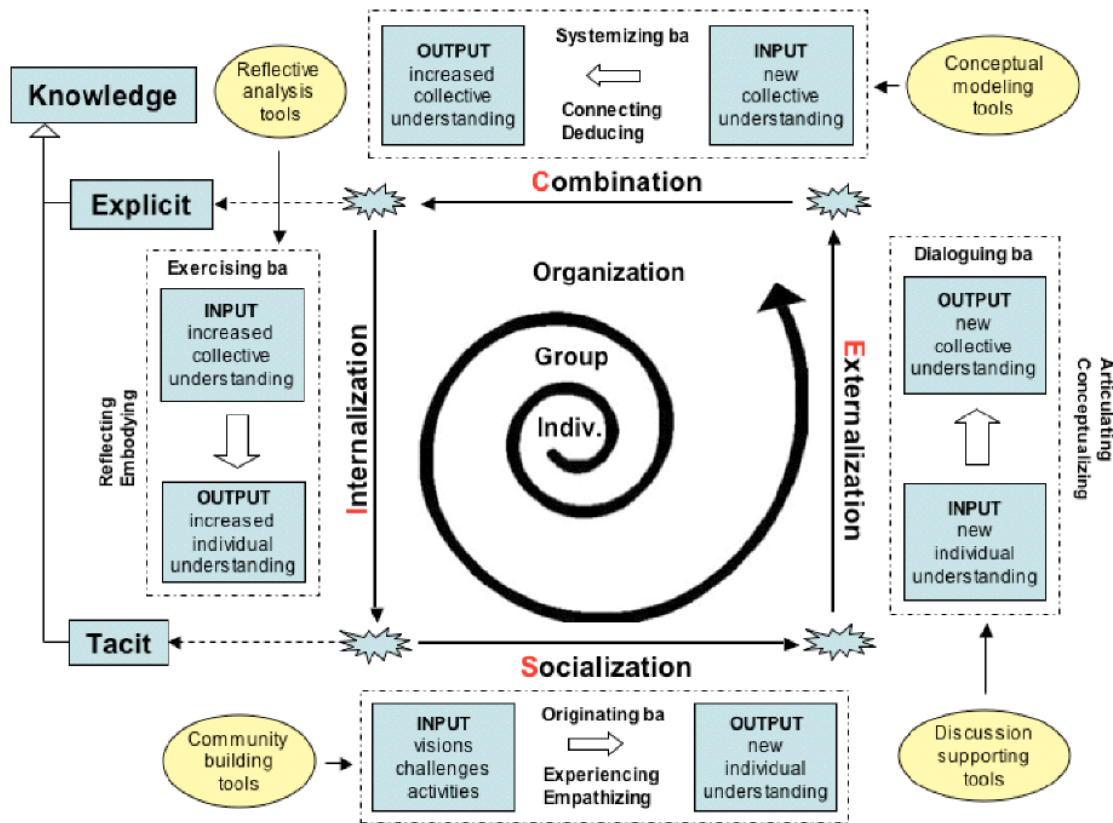 Knowledge
Reflective
analysis
tools
OUTPUT
increased
collective
understanding
Systemizing ba
Connecting
Deducing
INPUT
new
collective
understanding
Conceptual
modeling
tools
Combination
Explicit
Exercising ba
INPUT
increased
collective
understanding
OUTPUT
increased
individual
understanding
Reflecting
Embodying
Internalization
Organization
Group
Indiv.
Externalization
Dialoguing ba
OUTPUT
new
collective
understanding
INPUT
new
individual
understanding
Articulating
Conceptualizing
Tacit
Socialization
Community
building
tools
INPUT
visions
challenges
activities
Originating ba
Experiencing
Empathizing
OUTPUT
new
individual
understanding
Discussion
supporting
tools